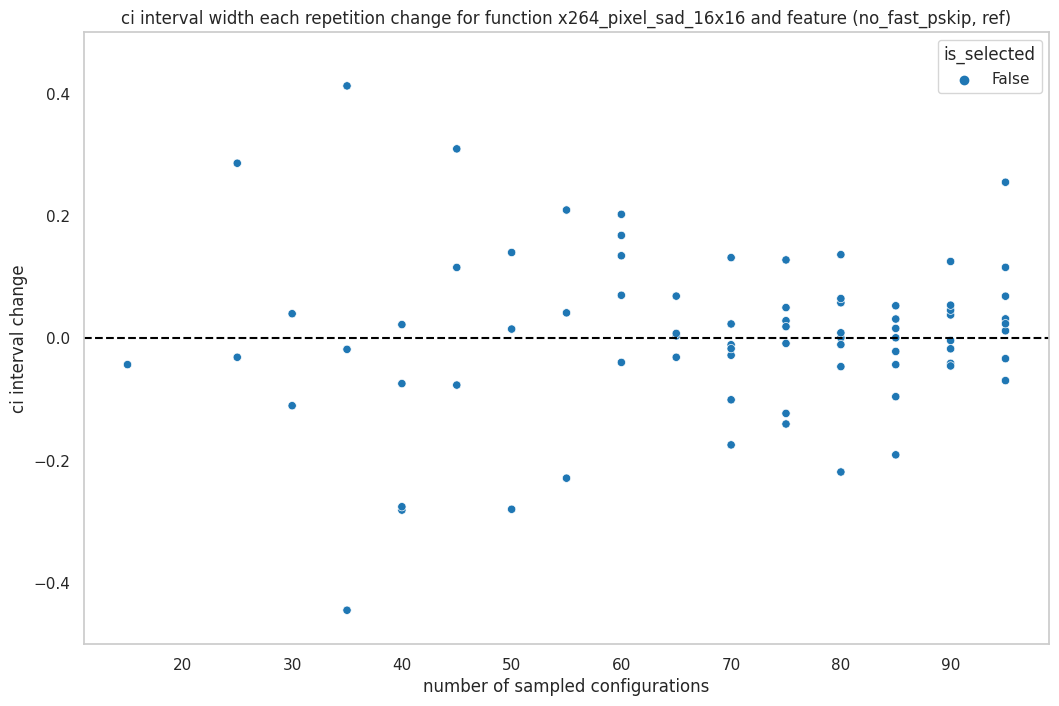 ci interval width each repetition change for function x264_pixel_sad_16x16 and feature (no_fast_pskip, ref)
is_selected
False
ci interval change
0.4
0.2
0.0
−0.2
−0.4
20 30 40 50 60 70 80 90
number of sampled configurations